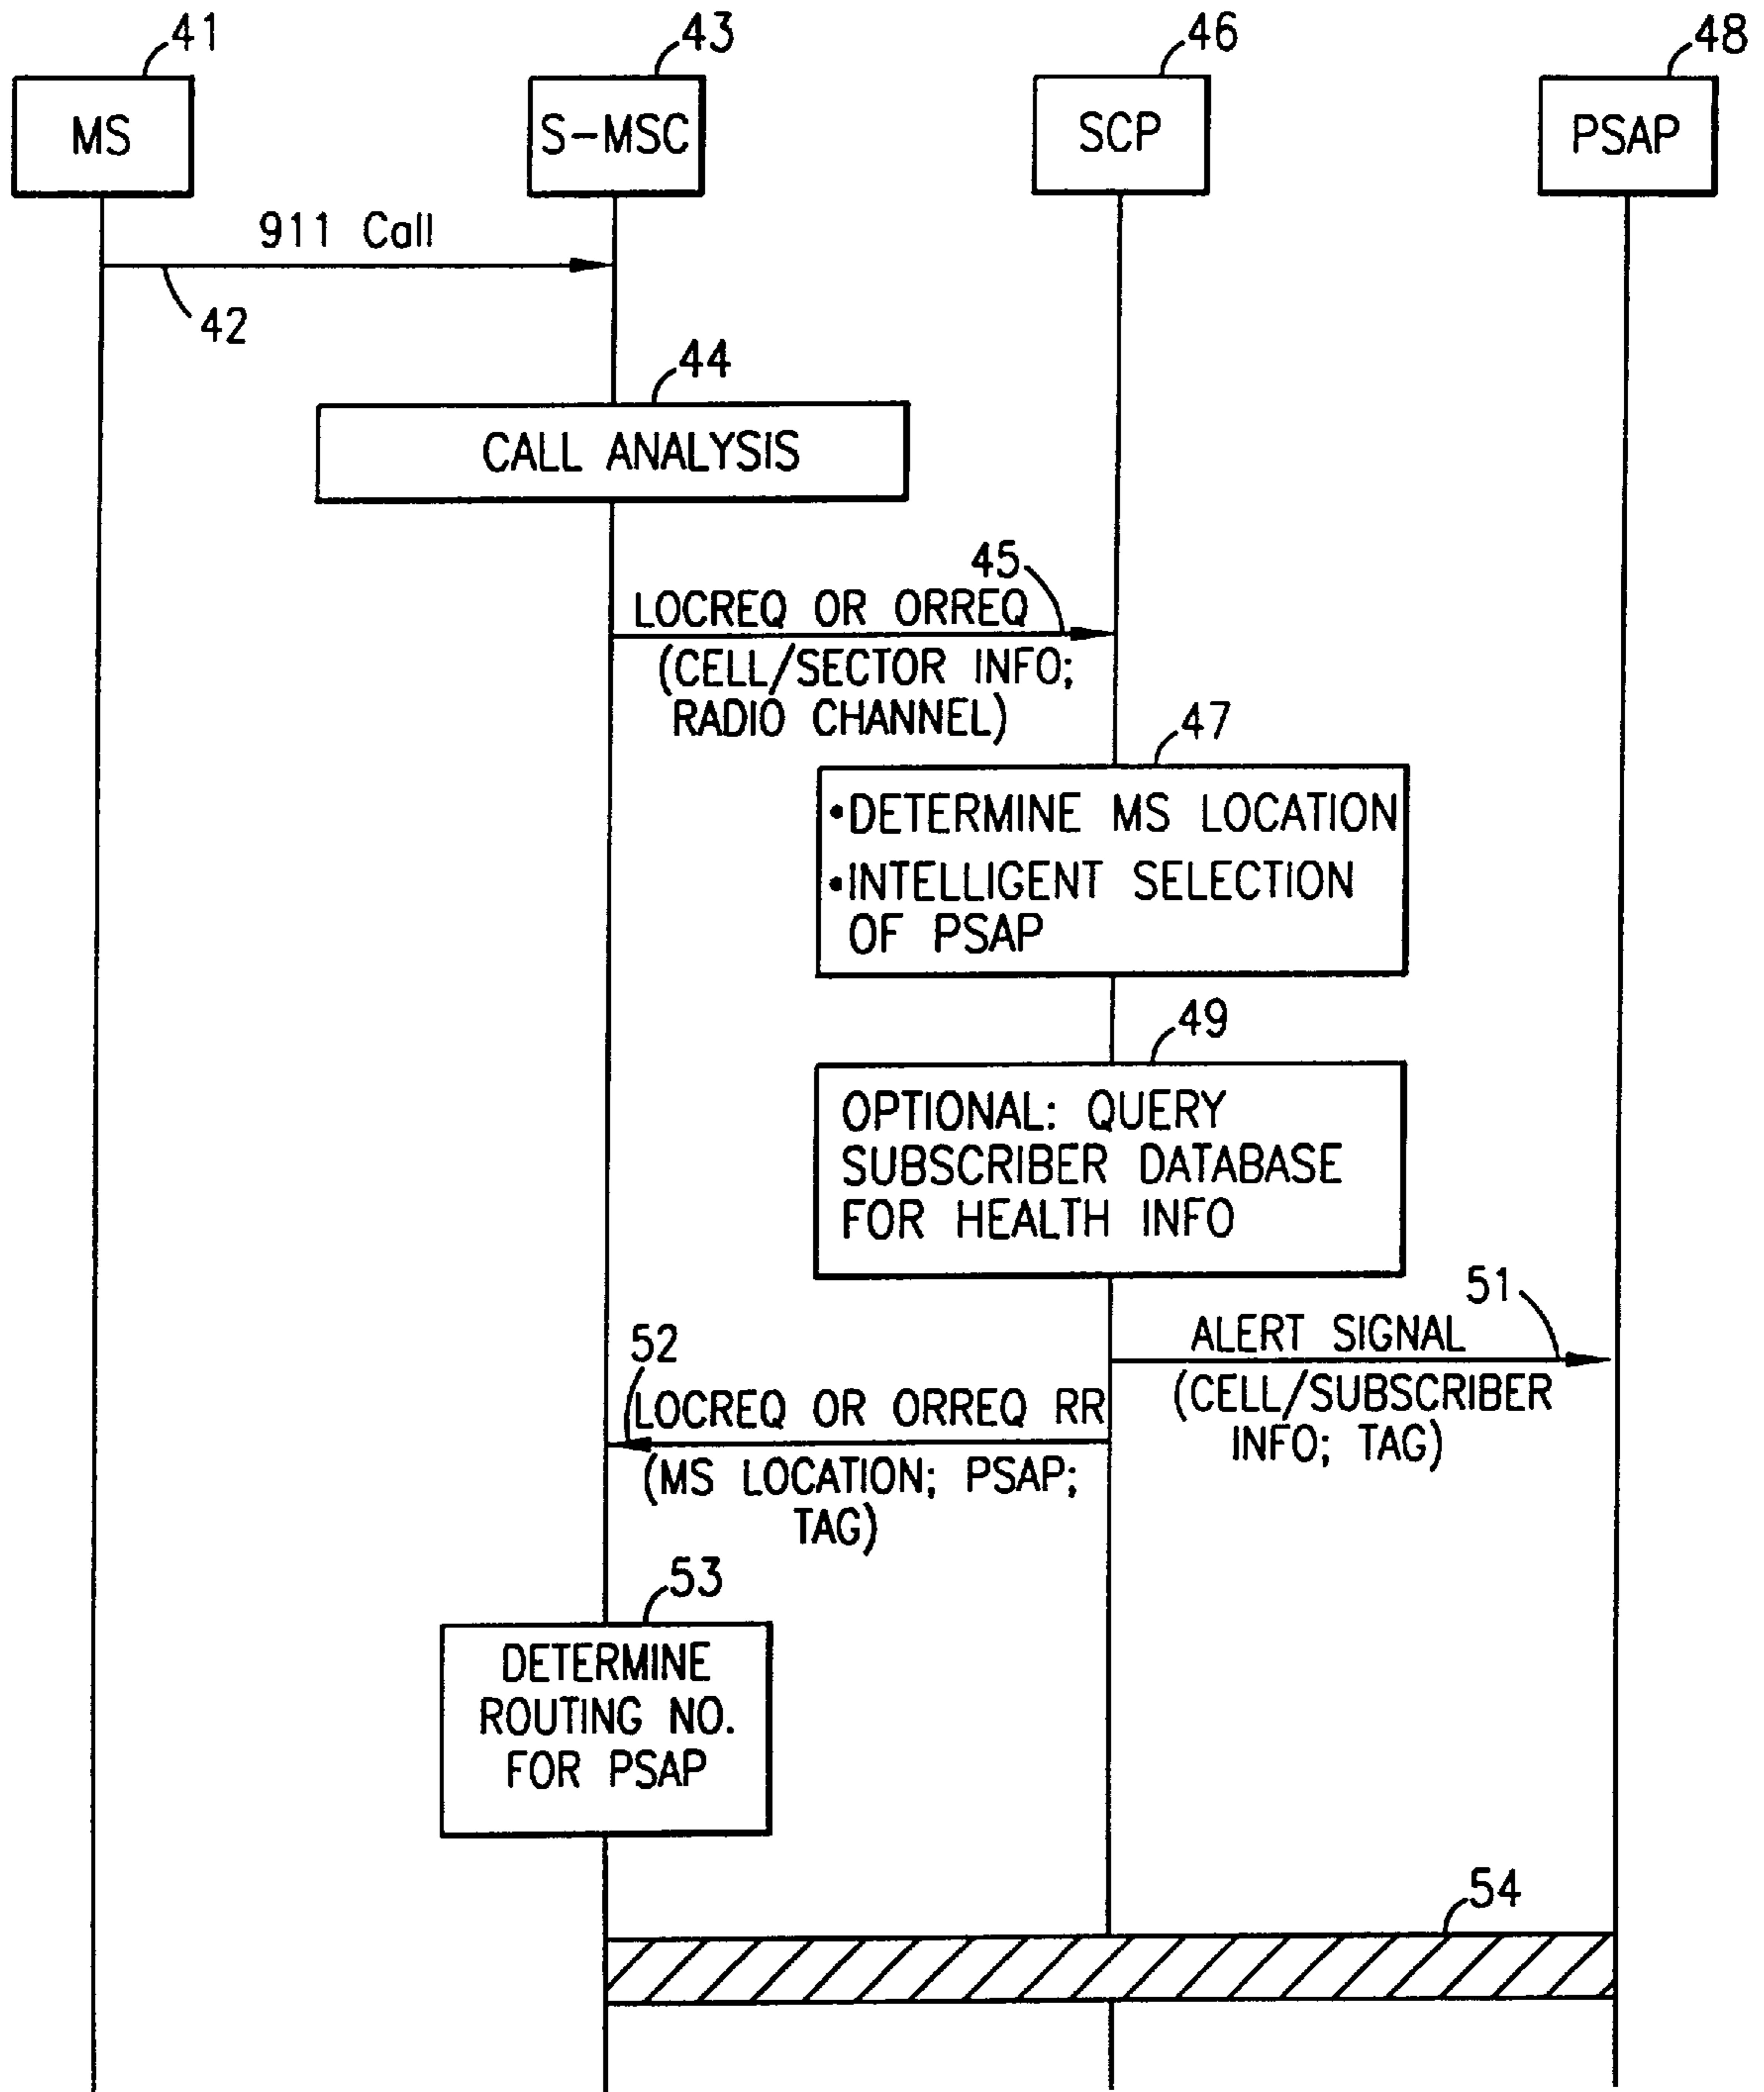 41
43
46
48
MS
S-MSC
SCP
PSAP
911 Call
42
44
CALL ANALYSIS
45
LOCREQ OR ORREQ
(CELL/SECTOR INFO;
RADIO CHANNEL)
47
•DETERMINE MS LOCATION
•INTELLIGENT SELECTION
OF PSAP
49
OPTIONAL: QUERY
SUBSCRIBER DATABASE
FOR HEALTH INFO
51
ALERT SIGNAL
(CELL/SUBSCRIBER
INFO; TAG)
52
LOCREQ OR ORREQ RR
(MS LOCATION; PSAP;
TAG)
53
DETERMINE
ROUTING NO.
FOR PSAP
54